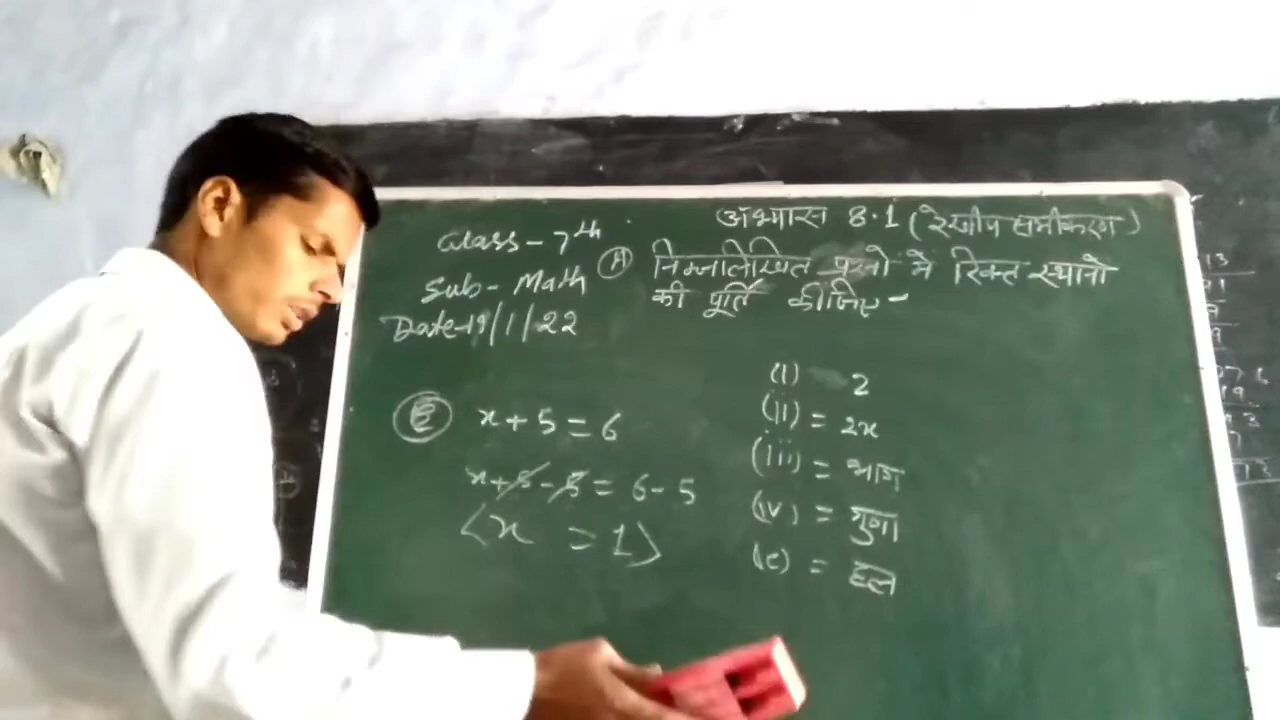 Class - 7th
Sub - Math
Date - 19/1/22
अभ्यास 8.1 (रेखीय समीकरण)
(A) निम्नलिखित प्रश्नो में रिक्त स्थानो
की पूर्ति कीजिए -
x + 5 = 6
x + 5 - 5 = 6 - 5
(x = 1)
(i) 2
(ii) = 2x
(iii) = भाग
(iv) = गुणा
(c) = हल